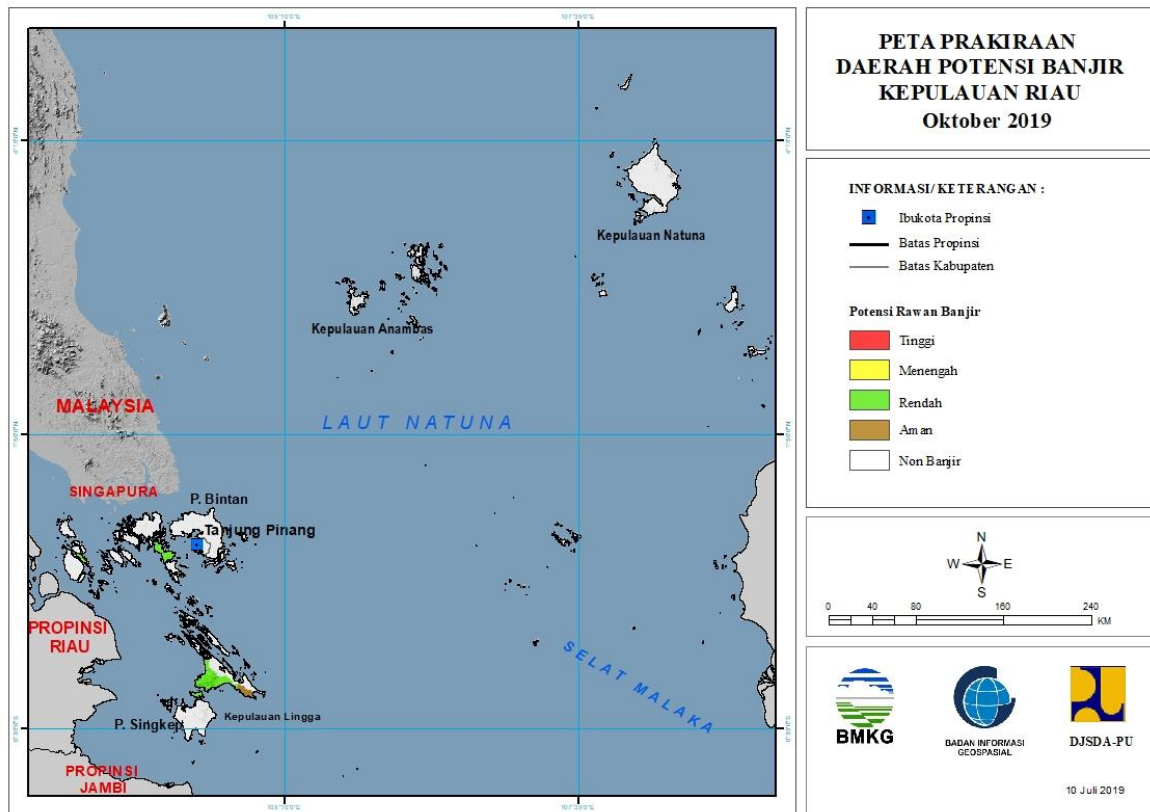 PETA PRAKIRAAN
DAERAH POTENSI BANJIR
KEPULAUAN RIAU
Oktober 2019
INFORMASI/ KETERANGAN :
Ibukota Propinsi
Batas Propinsi
Batas Kabupaten
Potensi Rawan Banjir
Tinggi
Menengah
Rendah
Aman
Non Banjir
N
W E
S
0 40 80 160 240
KM
BMKG
BADAN INFORMASI
GEOSPASIAL
DJSDA-PU
10 Juli 2019
Kepulauan Natuna
Kepulauan Anambas
MALAYSIA
LAUT NATUNA
SINGAPURA
P. Bintan
Tanjung Pinang
PROPINSI
RIAU
SELAT MALAKA
P. Singkep
Kepulauan Lingga
PROPINSI
JAMBI